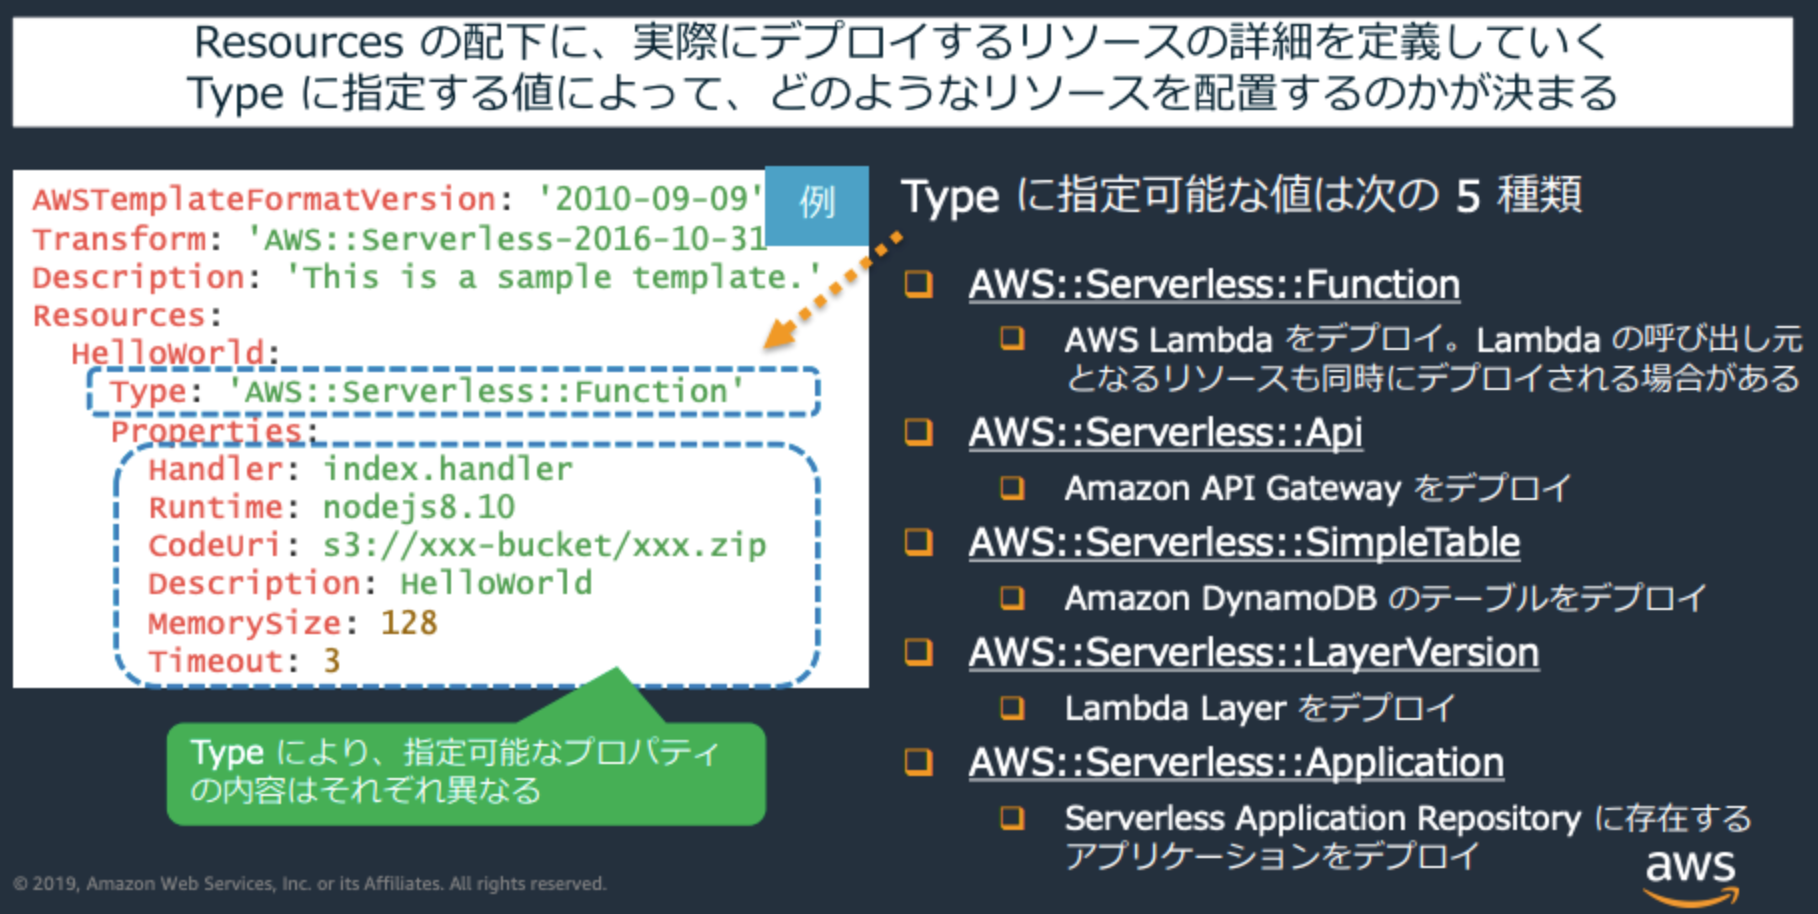 Resources の配下に、実際にデプロイするリソースの詳細を定義していく
Type に指定する値によって、どのようなリソースを配置するのかが決まる
AWSTemplateFormatVersion: '2010-09-09'
例
Transform: 'AWS::Serverless-2016-10-31
Description: 'This is a sample template.'
Resources:
HelloWorld:
Type: 'AWS::Serverless::Function'
Properties:
Handler: index.handler
Runtime: nodejs8.10
CodeUri: s3://xxx-bucket/xxx.zip
Description: HelloWorld
MemorySize: 128
Timeout: 3
Type により、指定可能なプロパティ
の内容はそれぞれ異なる
Type に指定可能な値は次の 5 種類
AWS::Serverless::Function
AWS Lambda をデプロイ。Lambda の呼び出し元
となるリソースも同時にデプロイされる場合がある
AWS::Serverless::Api
Amazon API Gateway をデプロイ
AWS::Serverless::SimpleTable
Amazon DynamoDB のテーブルをデプロイ
AWS::Serverless::LayerVersion
Lambda Layer をデプロイ
AWS::Serverless::Application
Serverless Application Repository に存在する
アプリケーションをデプロイ
© 2019, Amazon Web Services, Inc. or its Affiliates. All rights reserved.
aws